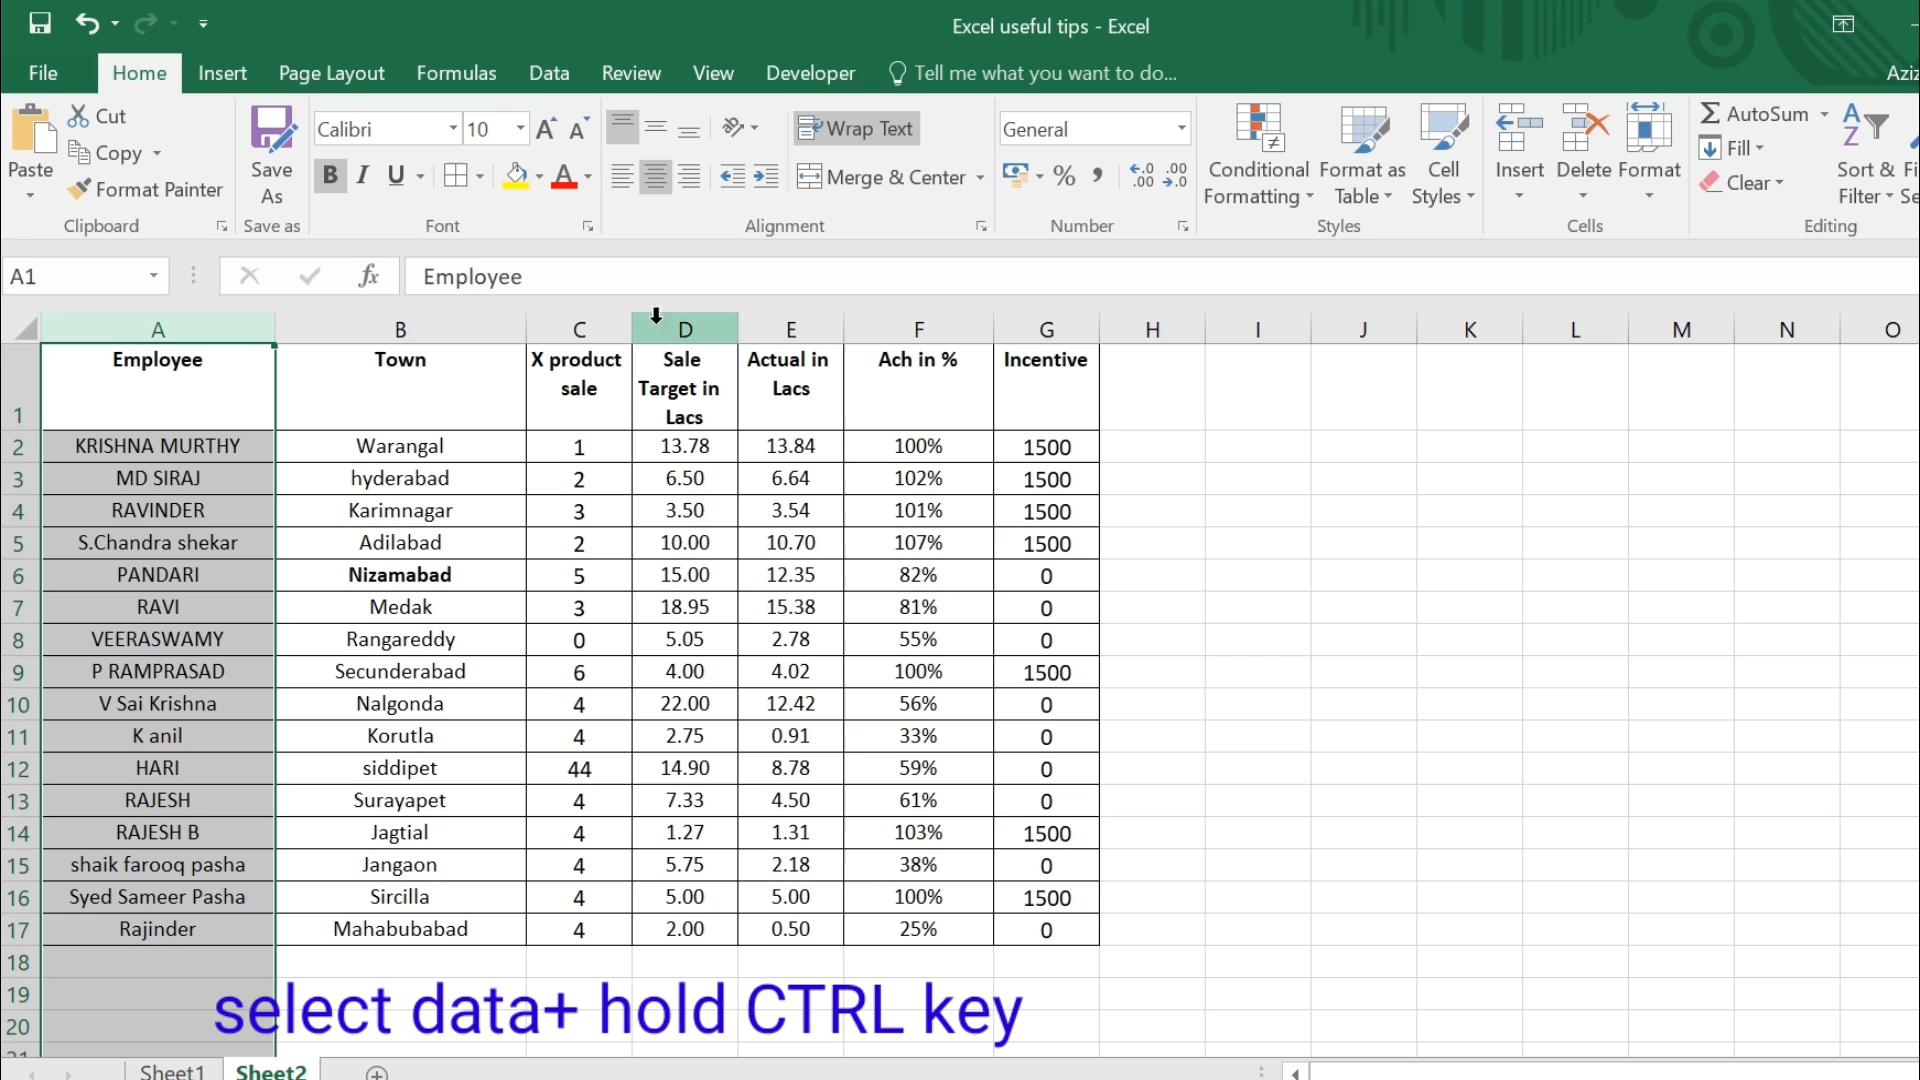 Excel useful tips - Excel
File Home Insert Page Layout Formulas Data Review View Developer Tell me what you want to do... Aziz
Paste Cut Copy Format Painter Clipboard
Save As Save as
Calibri 10 A A B I U A Font
Wrap Text Merge & Center Alignment
General % , .0 .00 .00 .0 Number
Conditional Formatting Format as Table Cell Styles Styles
Insert Delete Format Cells
AutoSum Fill Clear A Z Sort & Filter Editing
A1 fx Employee
A B C D E F G H I J K L M N O
1 Employee Town X product sale Sale Target in Lacs Actual in Lacs Ach in % Incentive
2 KRISHNA MURTHY Warangal 1 13.78 13.84 100% 1500
3 MD SIRAJ hyderabad 2 6.50 6.64 102% 1500
4 RAVINDER Karimnagar 3 3.50 3.54 101% 1500
5 S.Chandra shekar Adilabad 2 10.00 10.70 107% 1500
6 PANDARI Nizamabad 5 15.00 12.35 82% 0
7 RAVI Medak 3 18.95 15.38 81% 0
8 VEERASWAMY Rangareddy 0 5.05 2.78 55% 0
9 P RAMPRASAD Secunderabad 6 4.00 4.02 100% 1500
10 V Sai Krishna Nalgonda 4 22.00 12.42 56% 0
11 K anil Korutla 4 2.75 0.91 33% 0
12 HARI siddipet 44 14.90 8.78 59% 0
13 RAJESH Surayapet 4 7.33 4.50 61% 0
14 RAJESH B Jagtial 4 1.27 1.31 103% 1500
15 shaik farooq pasha Jangaon 4 5.75 2.18 38% 0
16 Syed Sameer Pasha Sircilla 4 5.00 5.00 100% 1500
17 Rajinder Mahabubabad 4 2.00 0.50 25% 0
18
19
20
select data+ hold CTRL key
Sheet1 Sheet2